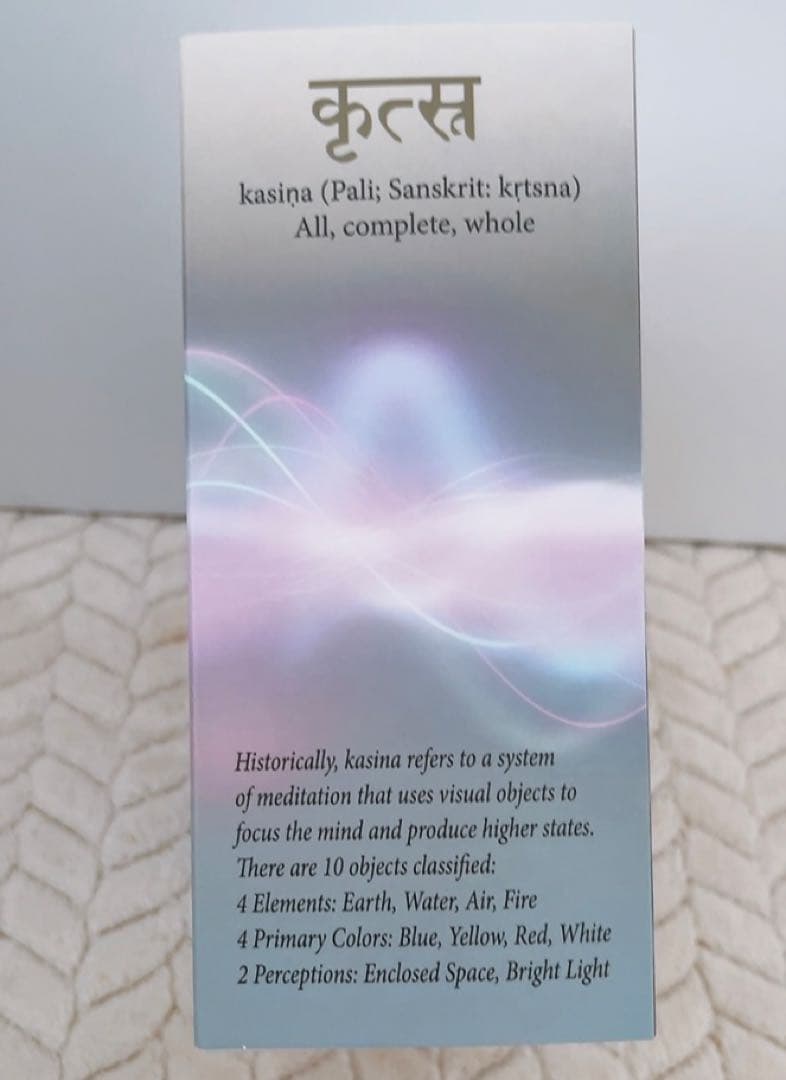 कृत्स्न
kasiṇa (Pali; Sanskrit: kṛtsna)
All, complete, whole
Historically, kasina refers to a system
of meditation that uses visual objects to
focus the mind and produce higher states.
There are 10 objects classified:
4 Elements: Earth, Water, Air, Fire
4 Primary Colors: Blue, Yellow, Red, White
2 Perceptions: Enclosed Space, Bright Light